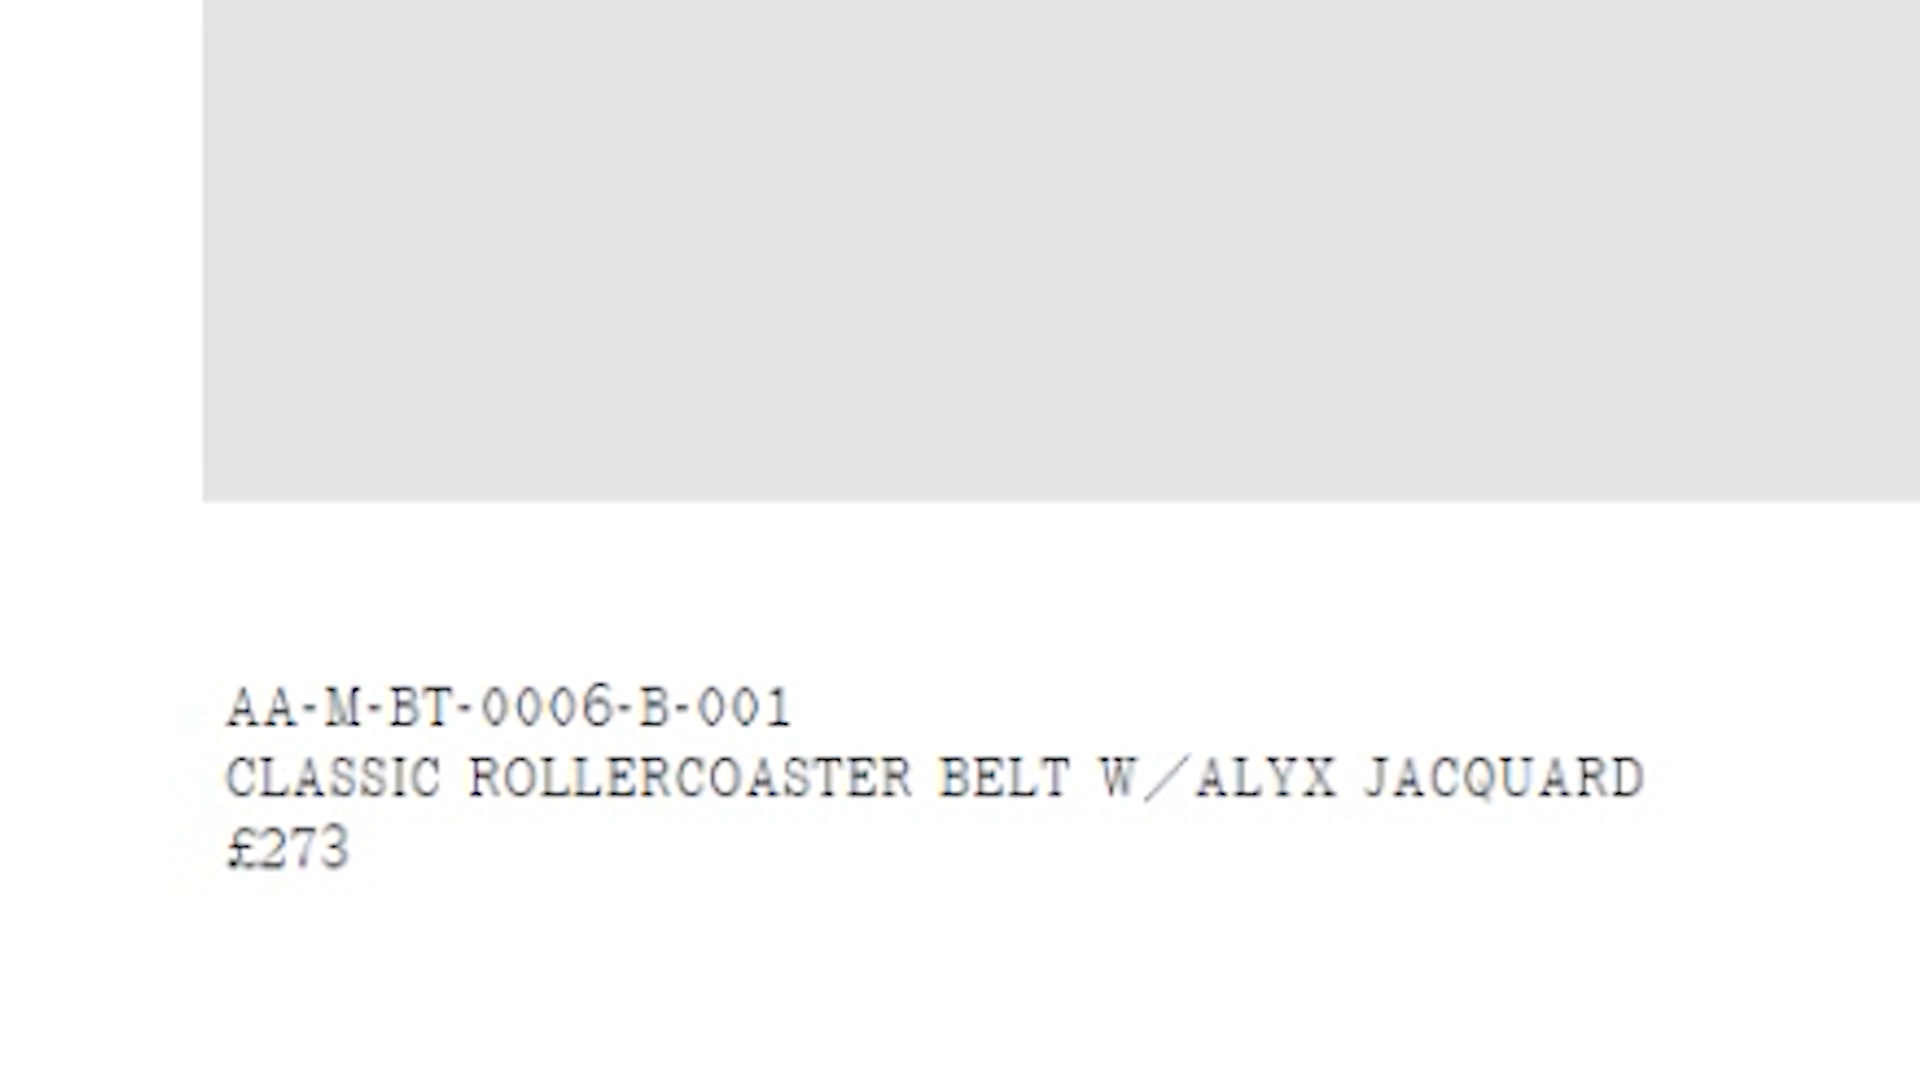 AA-M-BT-0006-B-001
CLASSIC ROLLERCOASTER BELT W/ALYX JACQUARD
£273